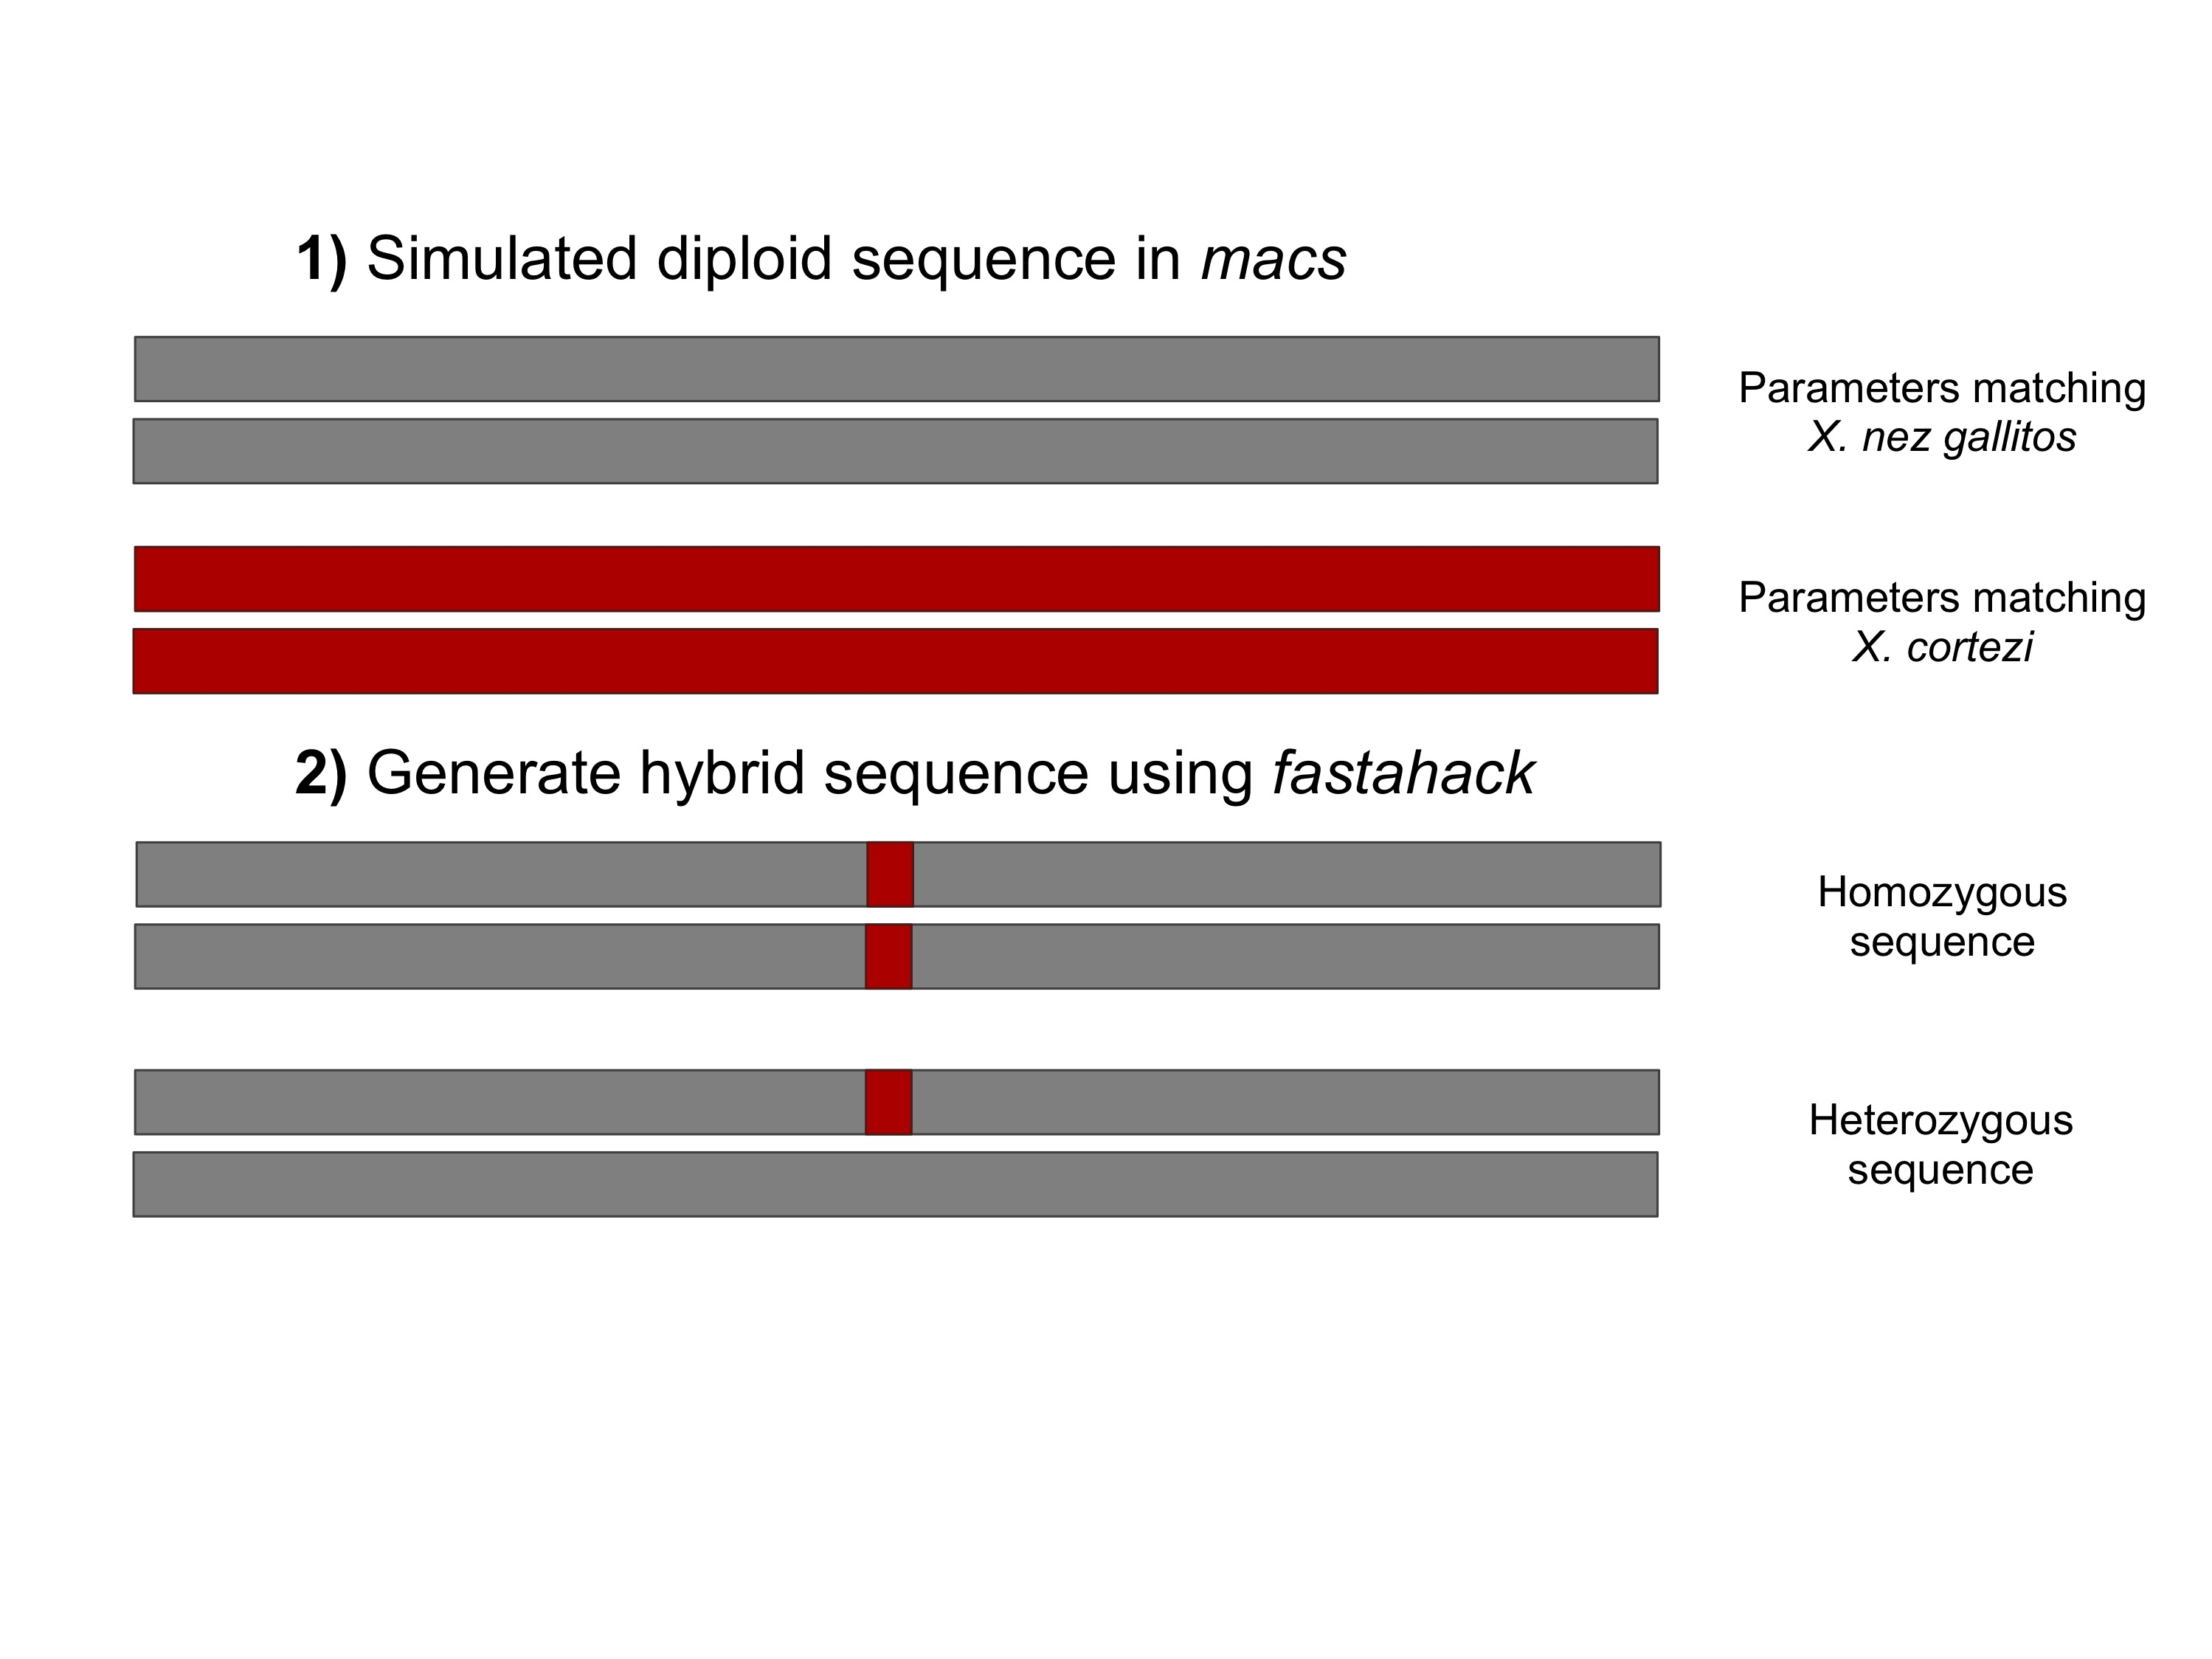 1) Simulated diploid sequence in macs
Parameters matching
X. nez gallitos
Parameters matching
X. cortezi
2) Generate hybrid sequence using fastahack
Homozygous
sequence
Heterozygous
sequence